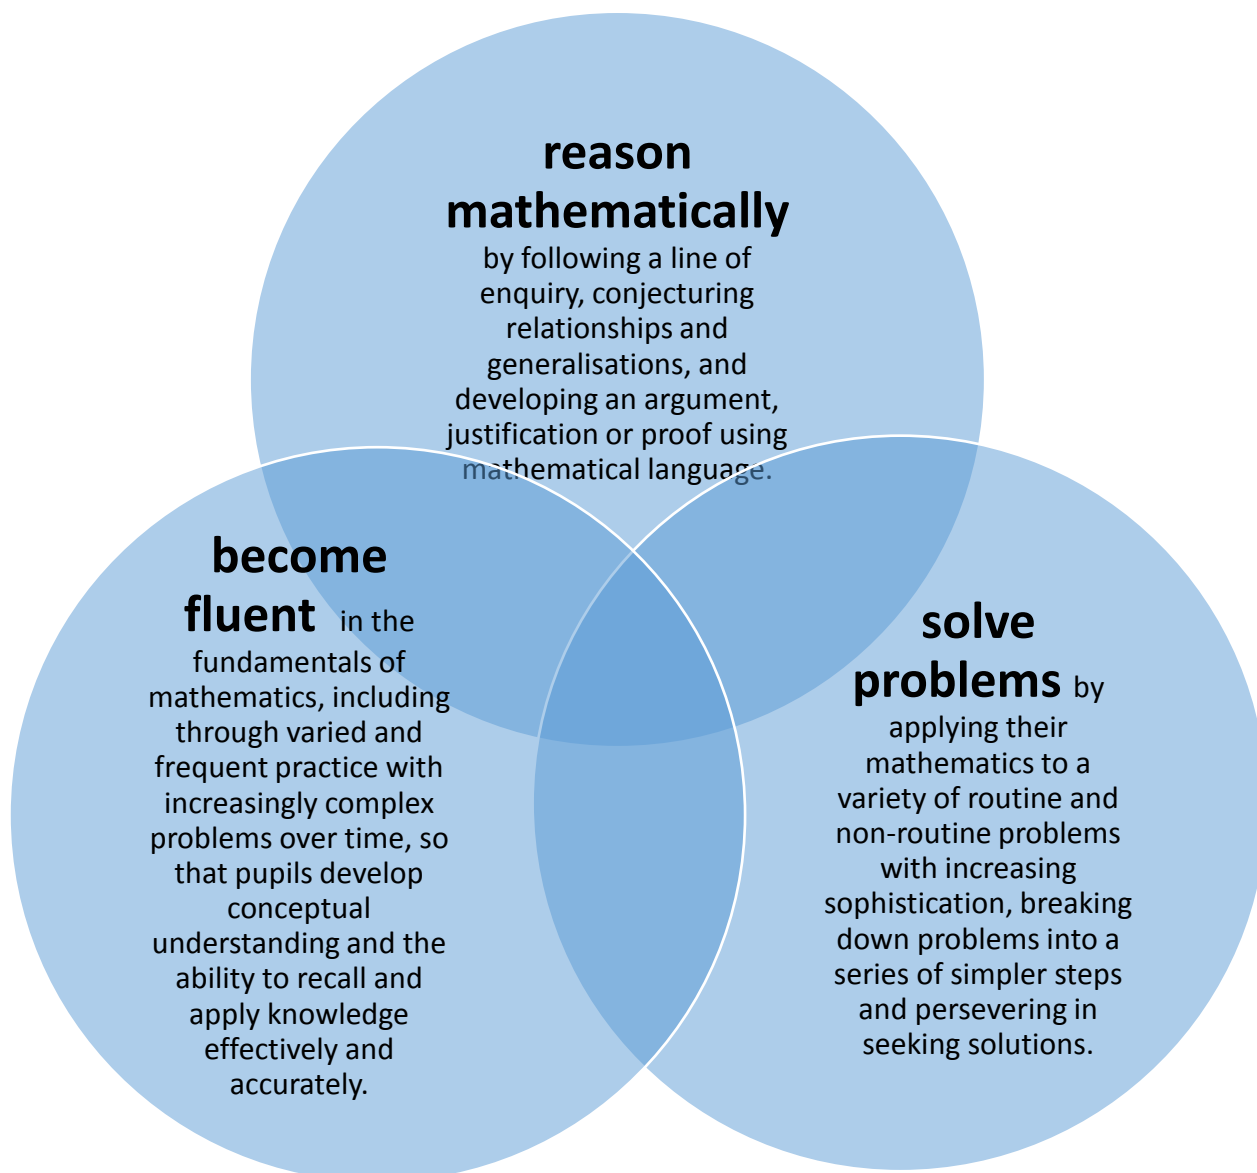 reason
mathematically
by following a line of
enquiry, conjecturing
relationships and
generalisations, and
developing an argument,
justification or proof using
mathematical language.
become
fluent in the
fundamentals of
mathematics, including
through varied and
frequent practice with
increasingly complex
problems over time, so
that pupils develop
conceptual
understanding and the
ability to recall and
apply knowledge
effectively and
accurately.
solve
problems by
applying their
mathematics to a
variety of routine and
non-routine problems
with increasing
sophistication, breaking
down problems into a
series of simpler steps
and persevering in
seeking solutions.